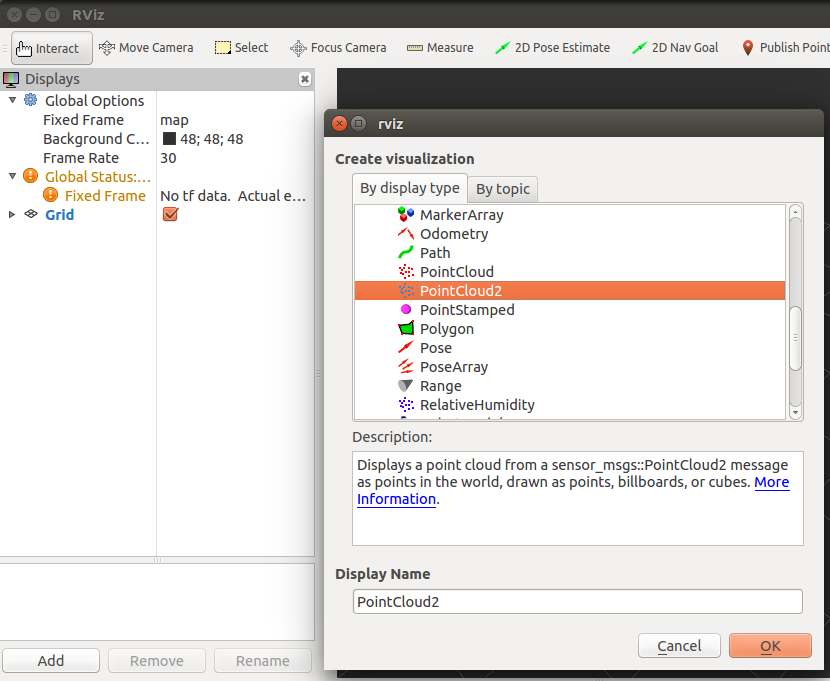 RViz
Interact Move Camera Select Focus Camera Measure 2D Pose Estimate 2D Nav Goal Publish Point
Displays
Global Options
Fixed Frame map
Background C... 48; 48; 48
Frame Rate 30
Global Status:...
Fixed Frame No tf data. Actual e...
Grid
Add Remove Rename
rviz
Create visualization
By display type By topic
MarkerArray
Odometry
Path
PointCloud
PointCloud2
PointStamped
Polygon
Pose
PoseArray
Range
RelativeHumidity
Description:
Displays a point cloud from a sensor_msgs::PointCloud2 message
as points in the world, drawn as points, billboards, or cubes. More
Information.
Display Name
PointCloud2
Cancel OK